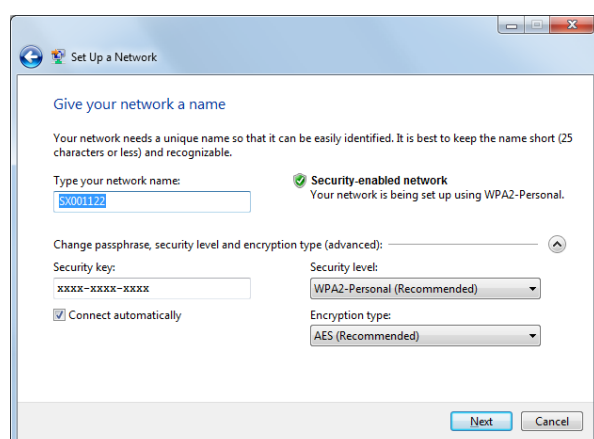 Set Up a Network
Give your network a name
Your network needs a unique name so that it can be easily identified. It is best to keep the name short (25
characters or less) and recognizable.
Type your network name:
SX001122
Security-enabled network
Your network is being set up using WPA2-Personal.
Change passphrase, security level and encryption type (advanced):
Security key:
xxxx-xxxx-xxxx
Security level:
WPA2-Personal (Recommended)
Connect automatically
Encryption type:
AES (Recommended)
Next
Cancel